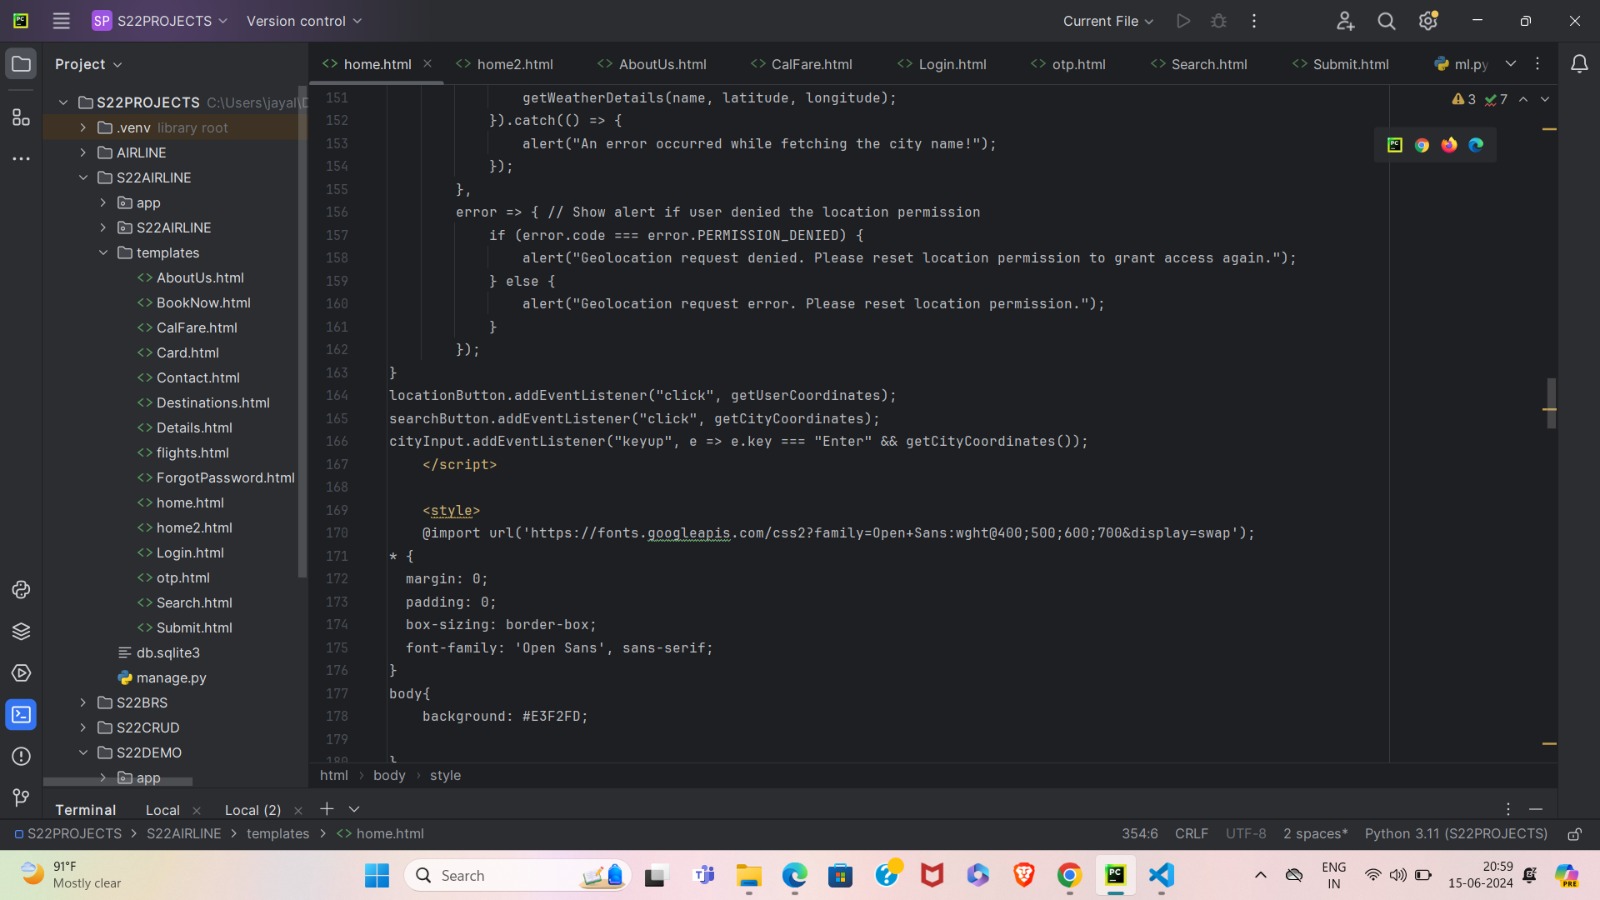 SP S22PROJECTS Version control Current File
Project
home.html home2.html AboutUs.html CalFare.html Login.html otp.html Search.html Submit.html ml.py
S22PROJECTS C:\Users\jayal\D
.venv library root
AIRLINE
S22AIRLINE
app
S22AIRLINE
templates
AboutUs.html
BookNow.html
CalFare.html
Card.html
Contact.html
Destinations.html
Details.html
flights.html
ForgotPassword.html
home.html
home2.html
Login.html
otp.html
Search.html
Submit.html
db.sqlite3
manage.py
S22BRS
S22CRUD
S22DEMO
app
3 7
151 getWeatherDetails(name, latitude, longitude);
152 }).catch(() => {
153 alert("An error occurred while fetching the city name!");
154 });
155 },
156 error => { // Show alert if user denied the location permission
157 if (error.code === error.PERMISSION_DENIED) {
158 alert("Geolocation request denied. Please reset location permission to grant access again.");
159 } else {
160 alert("Geolocation request error. Please reset location permission.");
161 }
162 });
163 }
164 locationButton.addEventListener("click", getUserCoordinates);
165 searchButton.addEventListener("click", getCityCoordinates);
166 cityInput.addEventListener("keyup", e => e.key === "Enter" && getCityCoordinates());
167 </script>
168
169 <style>
170 @import url('https://fonts.googleapis.com/css2?family=Open+Sans:wght@400;500;600;700&display=swap');
171 * {
172 margin: 0;
173 padding: 0;
174 box-sizing: border-box;
175 font-family: 'Open Sans', sans-serif;
176 }
177 body{
178 background: #E3F2FD;
179
180 }
html › body › style
Terminal Local Local (2)
S22PROJECTS > S22AIRLINE > templates > home.html 354:6 CRLF UTF-8 2 spaces* Python 3.11 (S22PROJECTS)
91°F
Mostly clear
Search
ENG
IN
20:59
15-06-2024
PRE